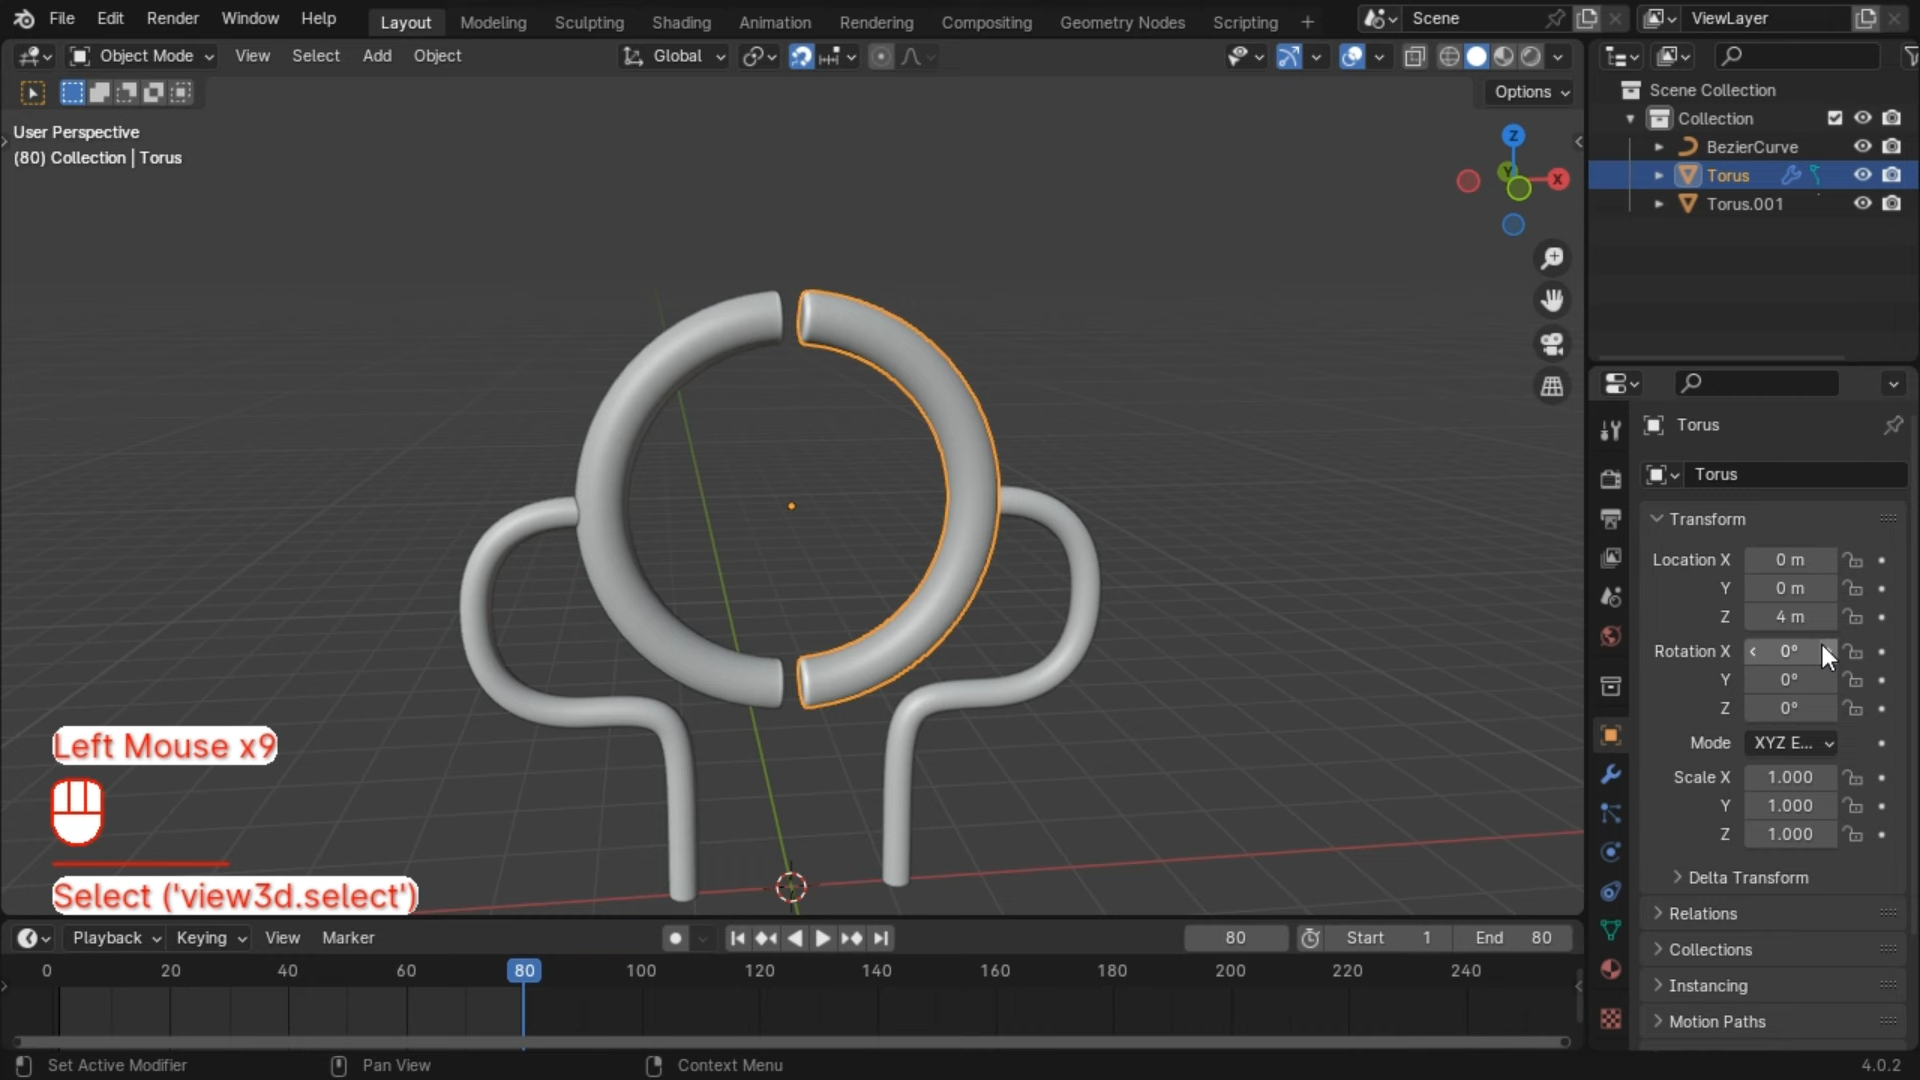 File Edit Render Window Help Layout Modeling Sculpting Shading Animation Rendering Compositing Geometry Nodes Scripting + Scene ViewLayer
Object Mode View Select Add Object Global
Options
User Perspective
(80) Collection | Torus
Z
Y
X
Scene Collection
Collection
BezierCurve
Torus
Torus.001
Torus
Torus
Transform
Location X 0 m
Y 0 m
Z 4 m
Rotation X 0°
Y 0°
Z 0°
Mode XYZ E...
Scale X 1.000
Y 1.000
Z 1.000
Delta Transform
Relations
Collections
Instancing
Motion Paths
Left Mouse x9
Select ('view3d.select')
Playback Keying View Marker 80 Start 1 End 80
0 20 40 60 80 100 120 140 160 180 200 220 240
Set Active Modifier Pan View Context Menu 4.0.2